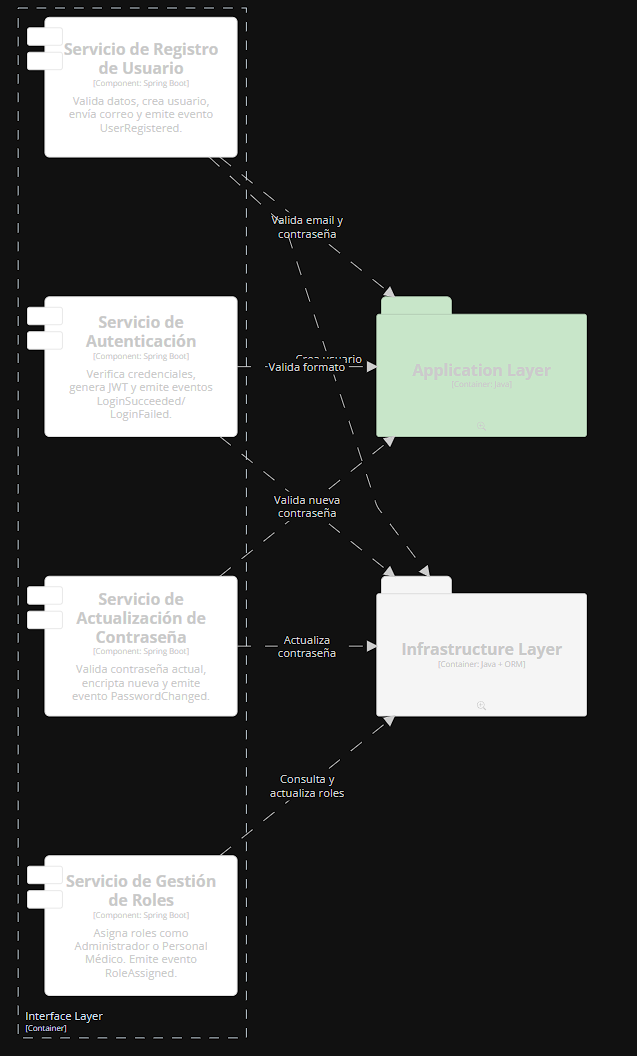 Servicio de Registro
de Usuario
[Component: Spring Boot]
Valida datos, crea usuario,
envía correo y emite evento
UserRegistered.
Valida email y
contraseña
Servicio de
Autenticación
[Component: Spring Boot]
Verifica credenciales,
genera JWT y emite eventos
LoginSucceeded/
LoginFailed.
Crea usuario
Valida formato
Application Layer
[Container: Java]
Valida nueva
contraseña
Servicio de
Actualización de
Contraseña
[Component: Spring Boot]
Valida contraseña actual,
encripta nueva y emite
evento PasswordChanged.
Actualiza
contraseña
Infrastructure Layer
[Container: Java + ORM]
Consulta y
actualiza roles
Servicio de Gestión
de Roles
[Component: Spring Boot]
Asigna roles como
Administrador o Personal
Médico. Emite evento
RoleAssigned.
Interface Layer
[Container]